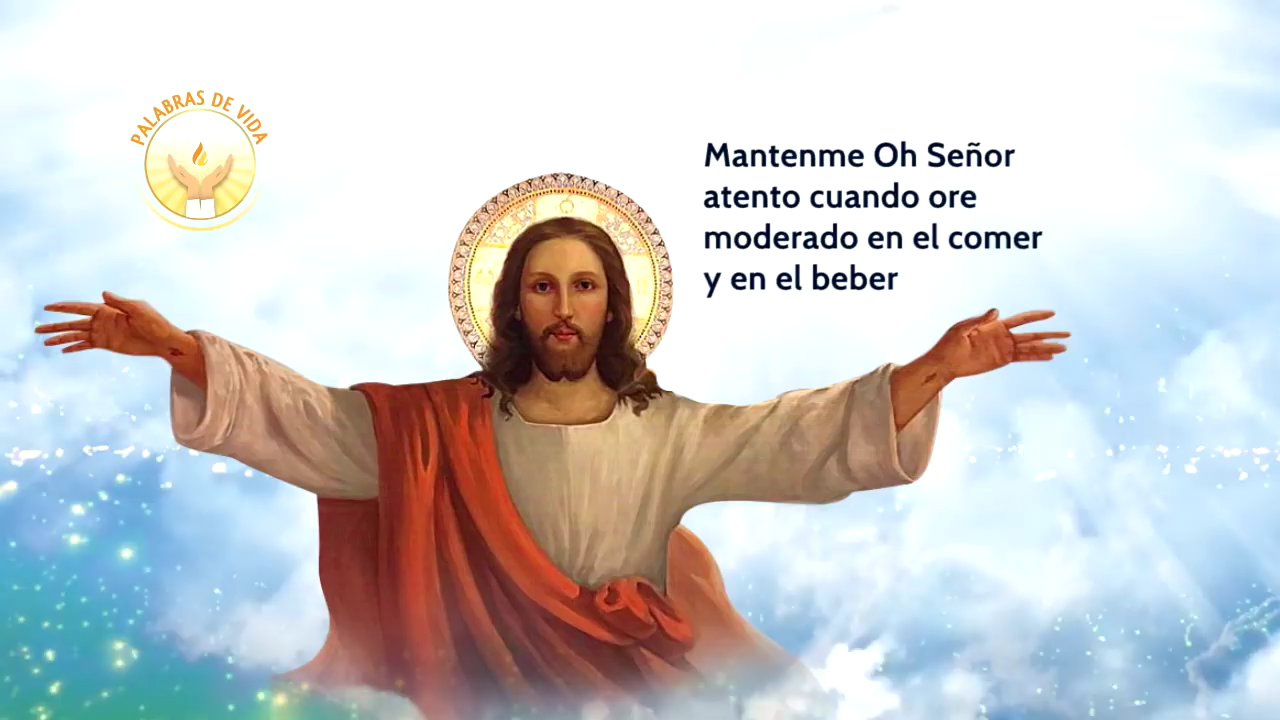 PALABRAS DE VIDA
Mantenme Oh Señor
atento cuando ore
moderado en el comer
y en el beber